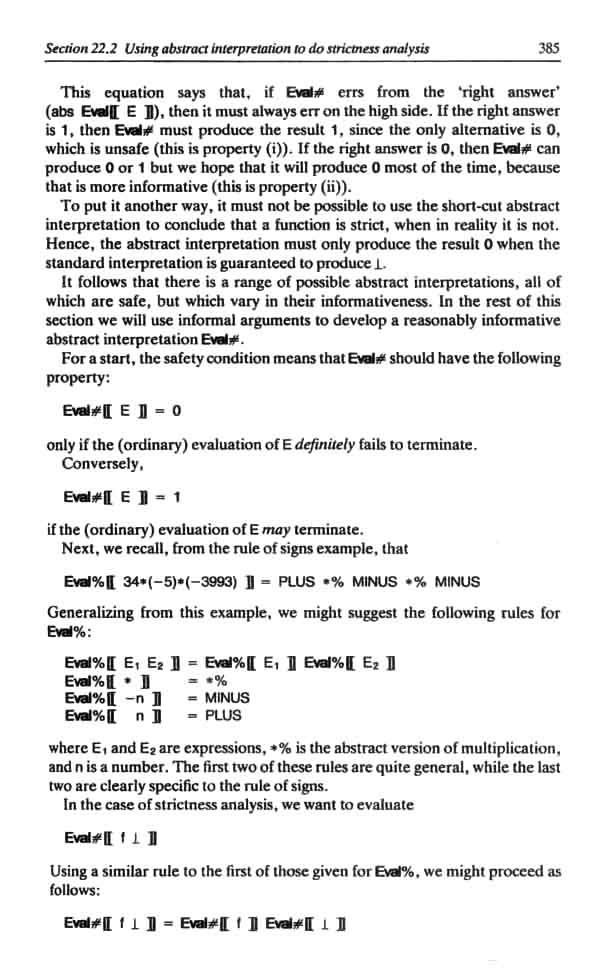 Section 22.2 Using abstract interpretation to do strictness analysis 385
This equation says that, if Eval# errs from the ‘right answer’
(abs Eval⟦ E ⟧), then it must always err on the high side. If the right answer
is 1, then Eval# must produce the result 1, since the only alternative is 0,
which is unsafe (this is property (i)). If the right answer is 0, then Eval# can
produce 0 or 1 but we hope that it will produce 0 most of the time, because
that is more informative (this is property (ii)).
To put it another way, it must not be possible to use the short-cut abstract
interpretation to conclude that a function is strict, when in reality it is not.
Hence, the abstract interpretation must only produce the result 0 when the
standard interpretation is guaranteed to produce ⊥.
It follows that there is a range of possible abstract interpretations, all of
which are safe, but which vary in their informativeness. In the rest of this
section we will use informal arguments to develop a reasonably informative
abstract interpretation Eval#.
For a start, the safety condition means that Eval# should have the following
property:
Eval#⟦ E ⟧ = 0
only if the (ordinary) evaluation of E definitely fails to terminate.
Conversely,
Eval#⟦ E ⟧ = 1
if the (ordinary) evaluation of E may terminate.
Next, we recall, from the rule of signs example, that
Eval%⟦ 34*(−5)*(−3993) ⟧ = PLUS *% MINUS *% MINUS
Generalizing from this example, we might suggest the following rules for
Eval%:
Eval%⟦ E₁ E₂ ⟧ = Eval%⟦ E₁ ⟧ Eval%⟦ E₂ ⟧
Eval%⟦ * ⟧ = *%
Eval%⟦ −n ⟧ = MINUS
Eval%⟦ n ⟧ = PLUS
where E₁ and E₂ are expressions, *% is the abstract version of multiplication,
and n is a number. The first two of these rules are quite general, while the last
two are clearly specific to the rule of signs.
In the case of strictness analysis, we want to evaluate
Eval#⟦ f ⊥ ⟧
Using a similar rule to the first of those given for Eval%, we might proceed as
follows:
Eval#⟦ f ⊥ ⟧ = Eval#⟦ f ⟧ Eval#⟦ ⊥ ⟧